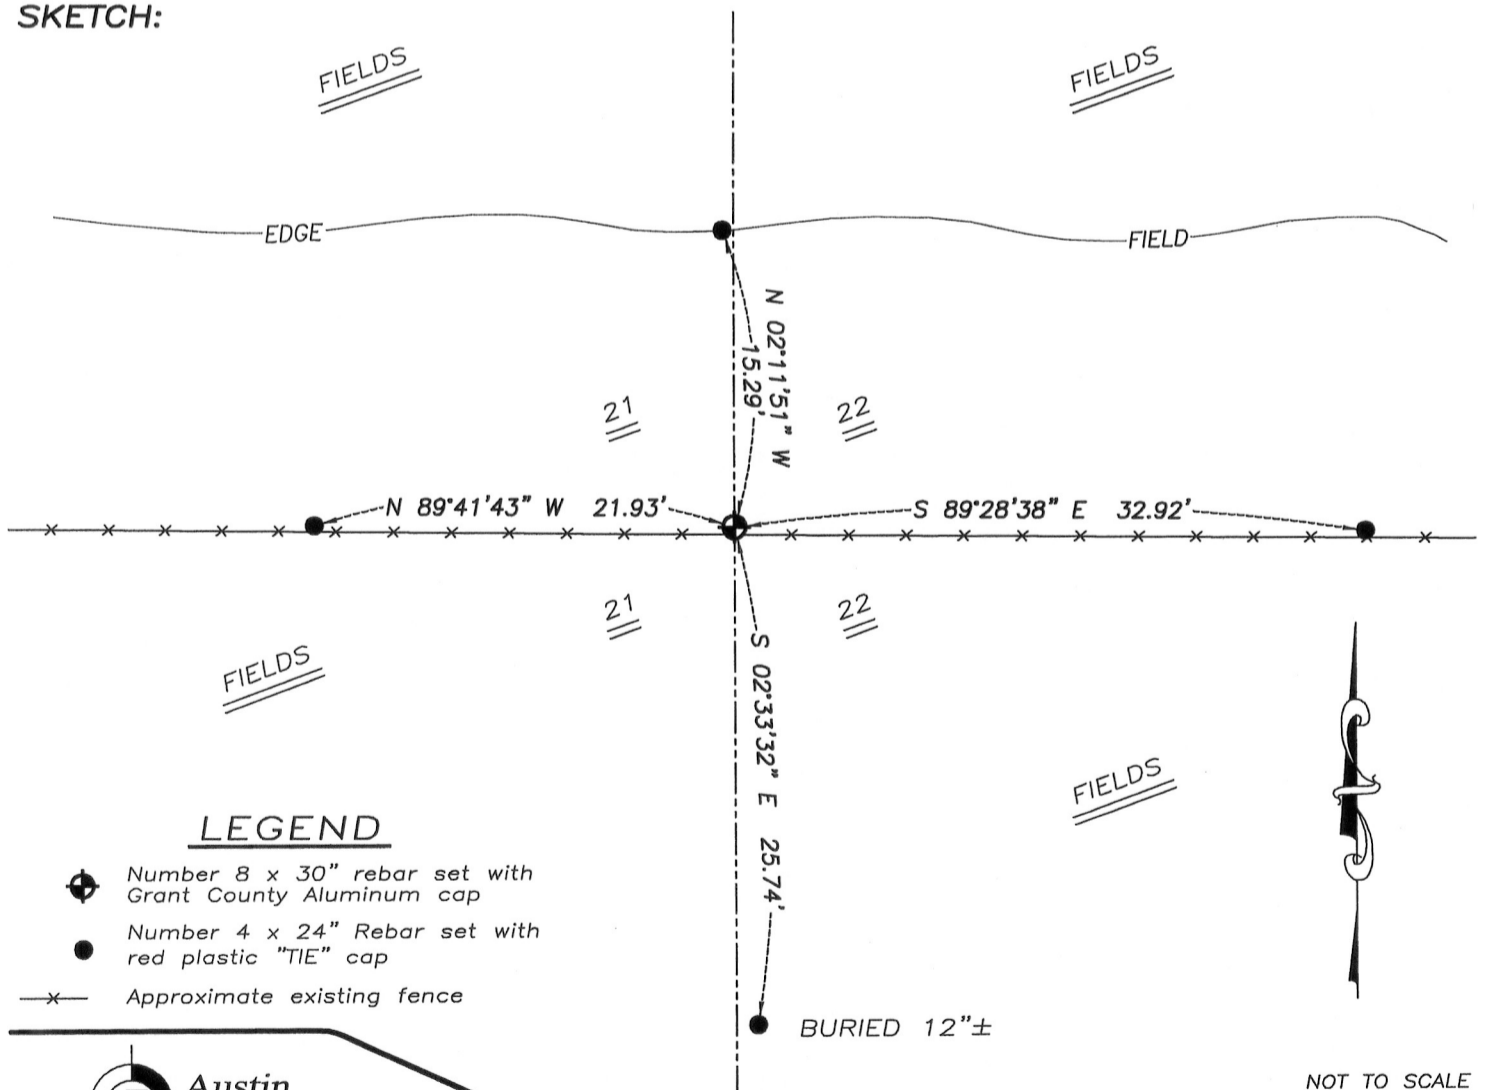 SKETCH:
FIELDS
FIELDS
EDGE
FIELD
N 02°11'51" W
15.29'
21
22
N 89°41'43" W 21.93'
S 89°28'38" E 32.92'
21
22
S 02°33'32" E 25.74'
FIELDS
FIELDS
LEGEND
Number 8 x 30" rebar set with
Grant County Aluminum cap
Number 4 x 24" Rebar set with
red plastic "TIE" cap
Approximate existing fence
BURIED 12"±
Austin
NOT TO SCALE